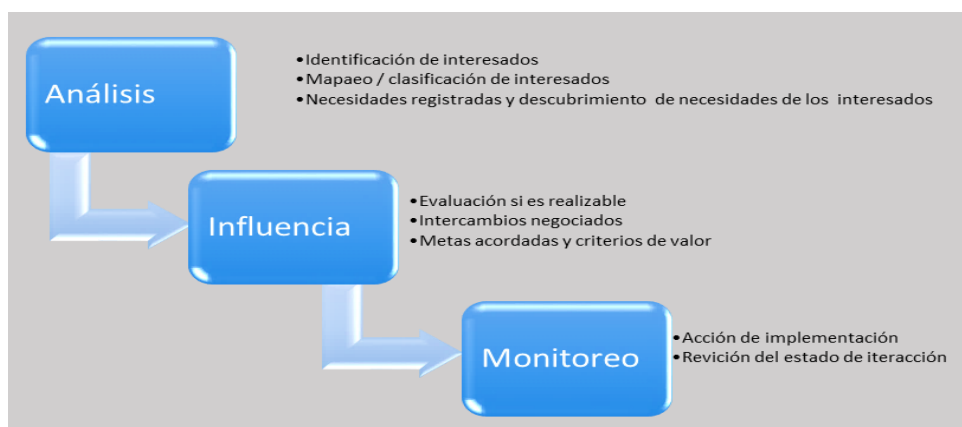 Análisis
•Identificación de interesados
•Mapaeo / clasificación de interesados
•Necesidades registradas y descubrimiento de necesidades de los interesados
Influencia
•Evaluación si es realizable
•Intercambios negociados
•Metas acordadas y criterios de valor
Monitoreo
•Acción de implementación
•Revición del estado de iteracción